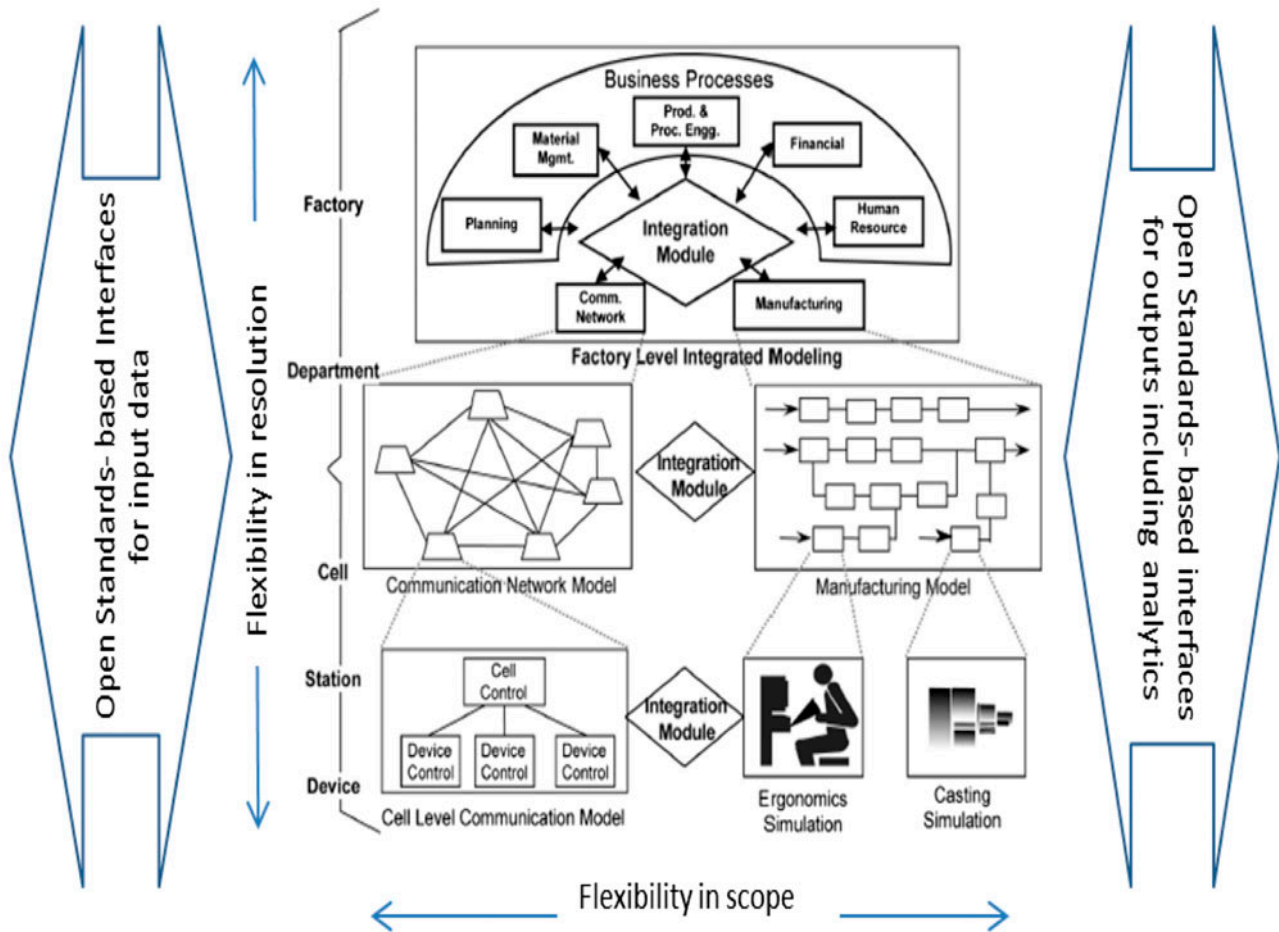 Open Standards- based Interfaces
for input data
Flexibility in resolution
Factory
Department
Cell
Station
Device
Business Processes
Prod. &
Proc. Engg.
Material
Mgmt.
Financial
Planning
Integration
Module
Human
Resource
Comm.
Network
Manufacturing
Factory Level Integrated Modeling
Integration
Module
Communication Network Model
Manufacturing Model
Cell
Control
Device
Control
Device
Control
Device
Control
Integration
Module
Cell Level Communication Model
Ergonomics
Simulation
Casting
Simulation
Flexibility in scope
Open Standards- based interfaces
for outputs including analytics